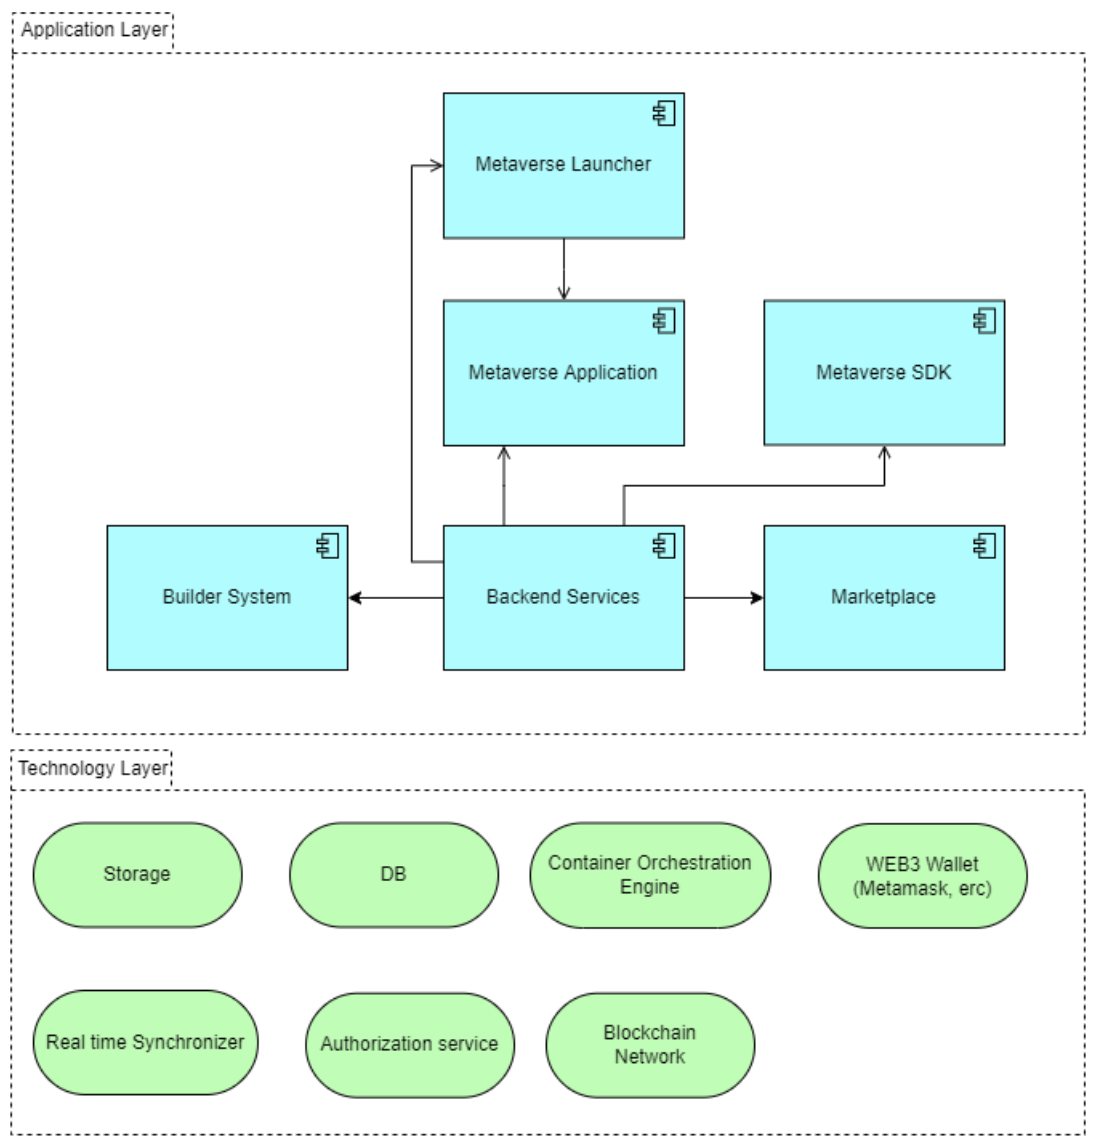 Application Layer
Metaverse Launcher
Metaverse Application
Metaverse SDK
Builder System
Backend Services
Marketplace
Technology Layer
Storage
DB
Container Orchestration
Engine
WEB3 Wallet
(Metamask, erc)
Real time Synchronizer
Authorization service
Blockchain
Network